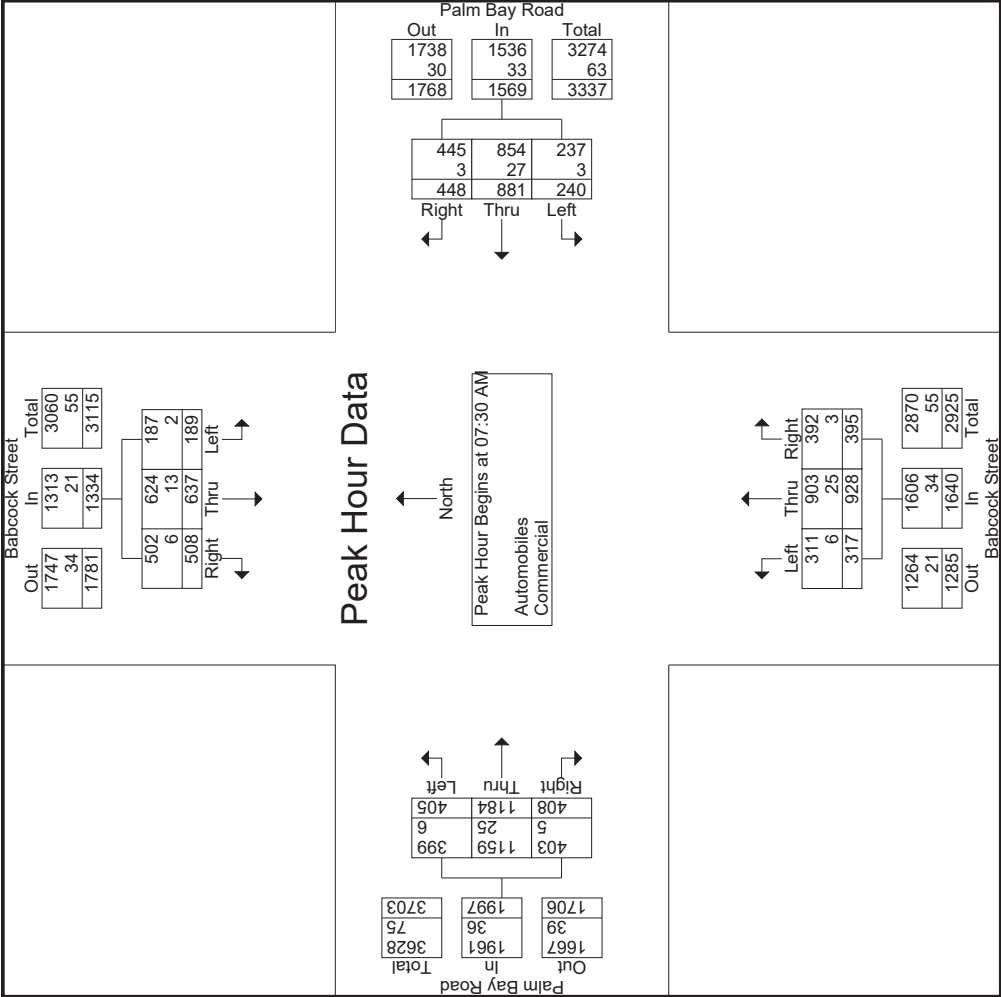 Palm Bay Road
Out In Total
1738 1536 3274
30 33 63
1768 1569 3337
445 854 237
3 27 3
448 881 240
Right Thru Left
Babcock Street
Out In Total
1747 1313 3060
34 21 55
1781 1334 3115
502 624 187
6 13 2
508 637 189
Right Thru Left
Peak Hour Data
North
Peak Hour Begins at 07:30 AM
Automobiles
Commercial
Left Thru Right
311 903 392
6 25 3
317 928 395
1264 1606 2870
21 34 55
1285 1640 2925
Out In Total
Babcock Street
Left Thru Right
405 1184 408
6 25 5
399 1159 403
3703 1997 1706
75 36 39
3628 1961 1667
Total In Out
Palm Bay Road